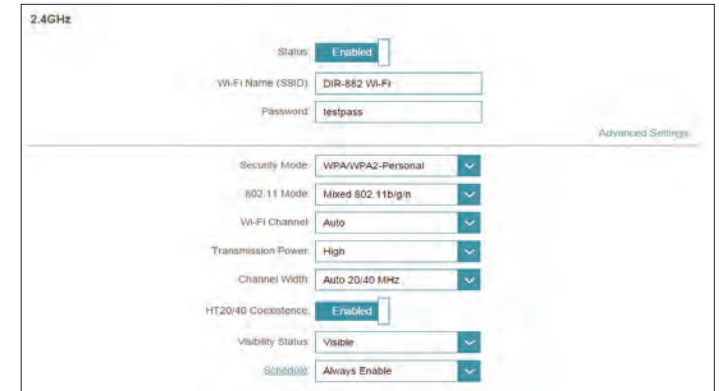 2.4GHz
Status: Enabled
Wi-Fi Name (SSID): DIR-882 Wi-Fi
Password: testpass
Advanced Settings
Security Mode: WPA/WPA2-Personal
802.11 Mode: Mixed 802.11b/g/n
Wi-Fi Channel: Auto
Transmission Power: High
Channel Width: Auto 20/40 MHz
HT20/40 Coexistence: Enabled
Visibility Status: Visible
Schedule: Always Enable